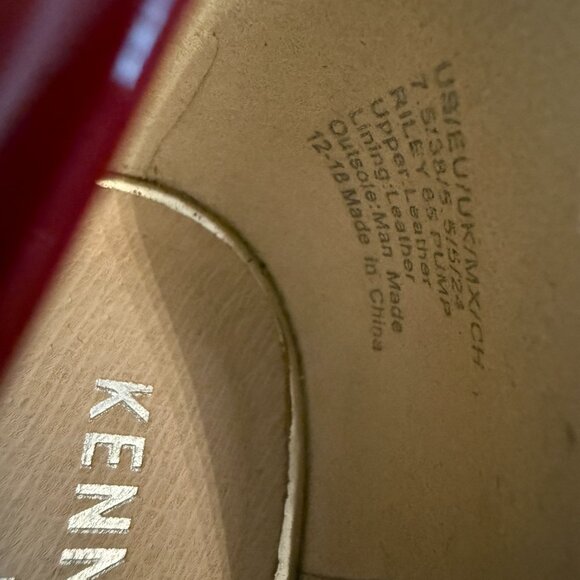 US/EU/UK/MX/CH
7.5/38/5.5/5/24
RILEY 85 PUMP
Upper:Leather
Lining:Leather
Outsole:Man Made
12-18 Made in China
KENN